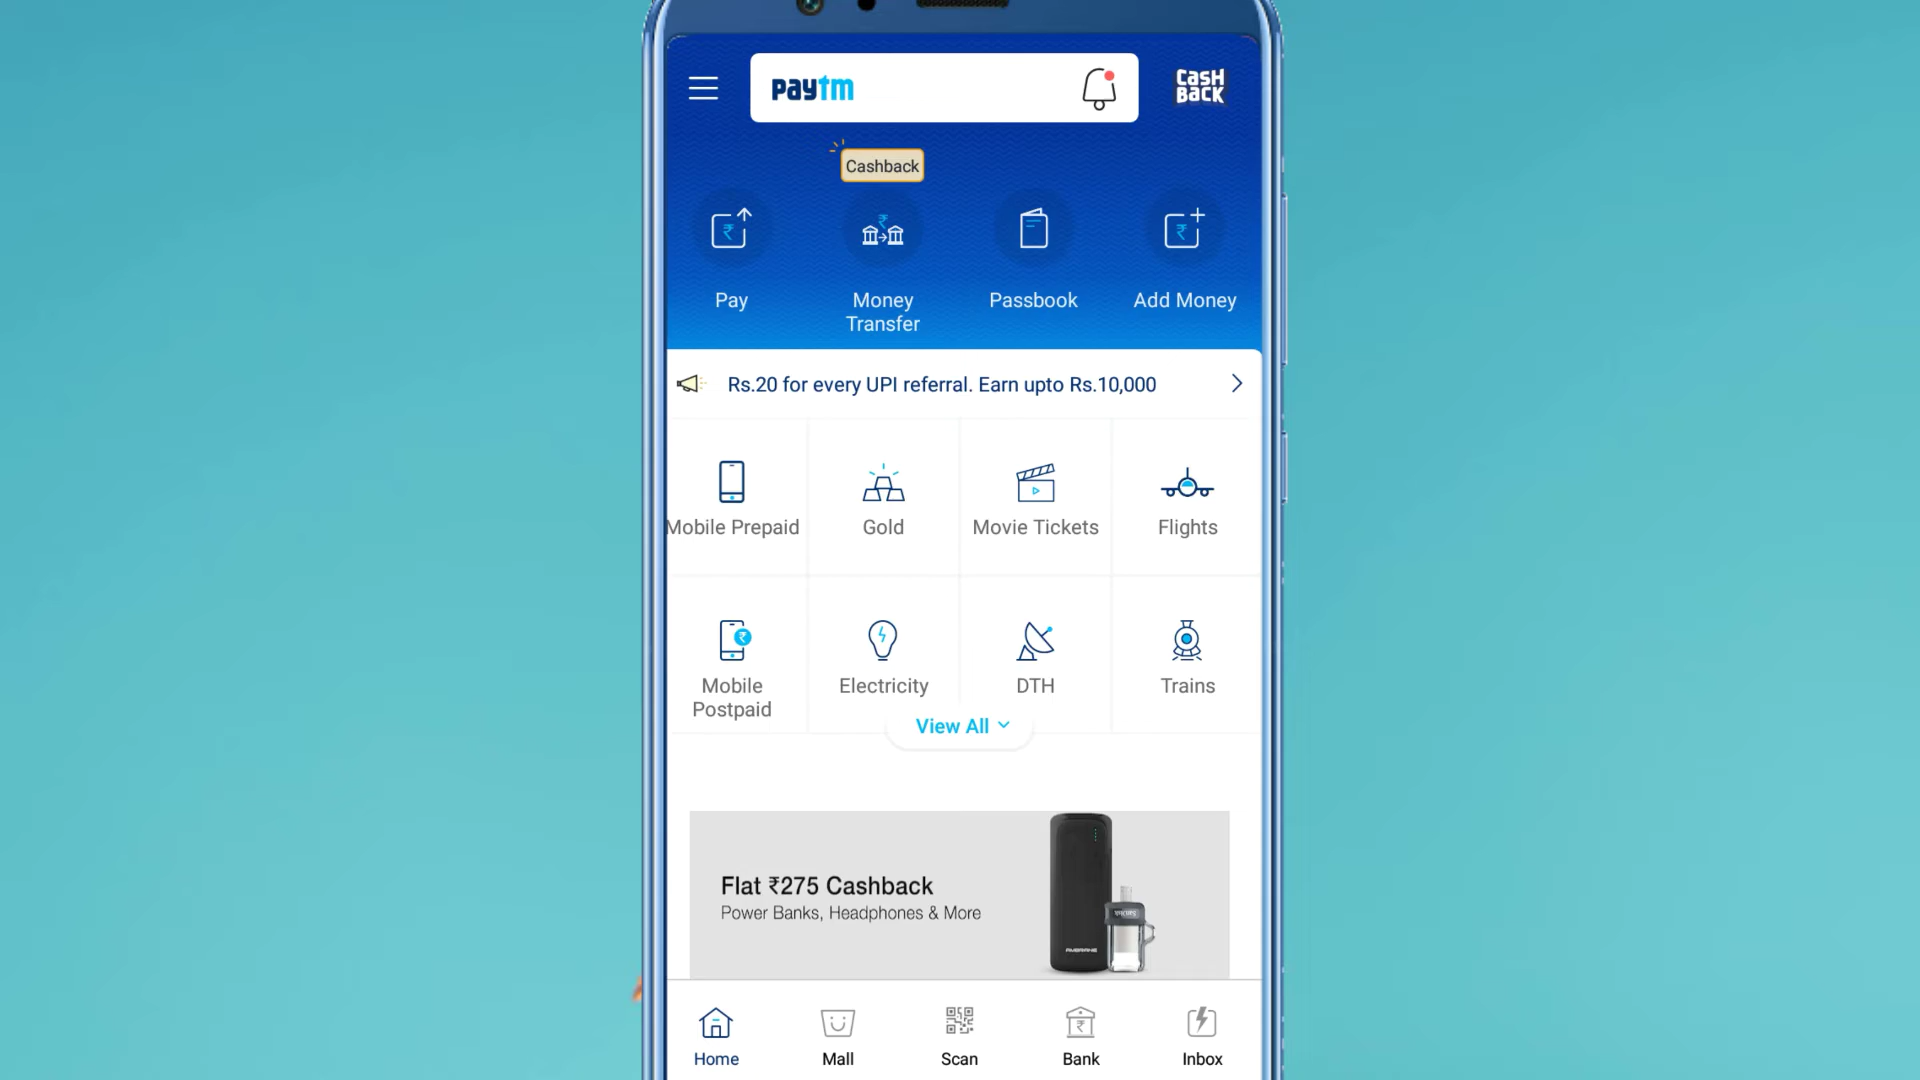 paytm
CASH
BACK
Cashback
Pay
Money
Transfer
Passbook
Add Money
Rs.20 for every UPI referral. Earn upto Rs.10,000
Mobile Prepaid
Gold
Movie Tickets
Flights
Mobile
Postpaid
Electricity
DTH
Trains
View All
Flat ₹275 Cashback
Power Banks, Headphones & More
AMBRANE
SanDisk
Home
Mall
Scan
Bank
Inbox